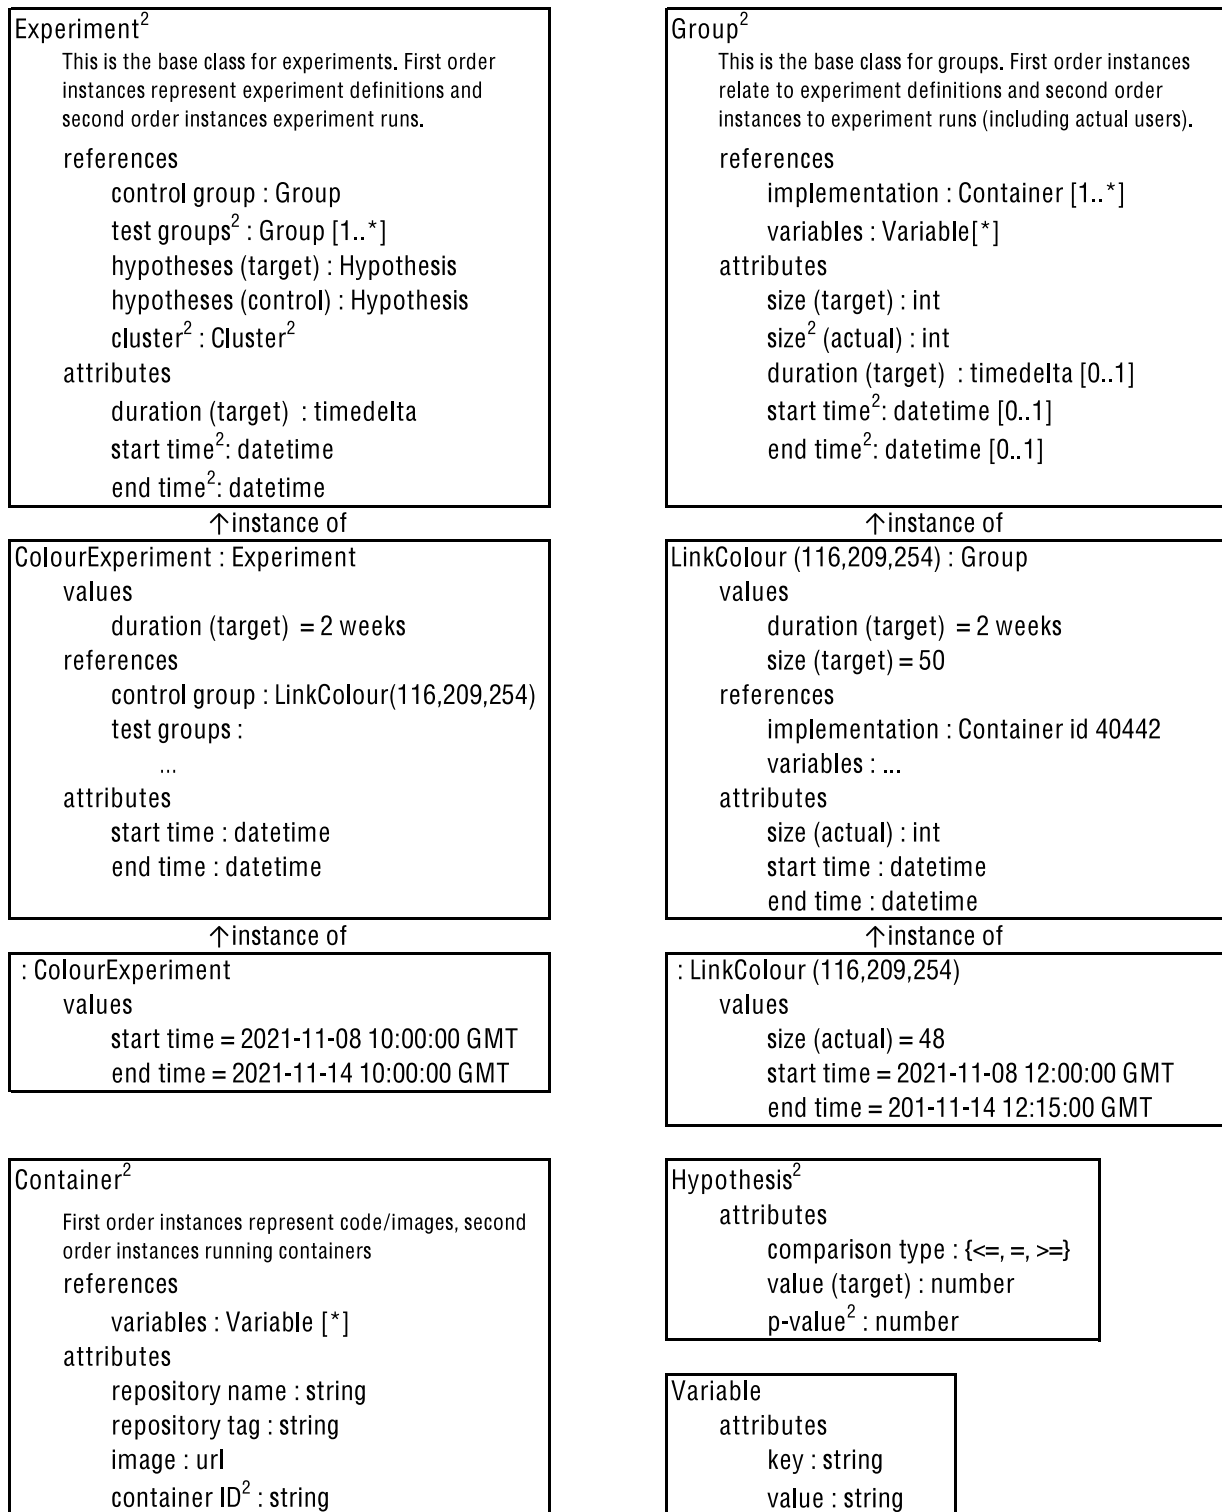 Experiment²
This is the base class for experiments. First order
instances represent experiment definitions and
second order instances experiment runs.
references
control group : Group
test groups² : Group [1..*]
hypotheses (target) : Hypothesis
hypotheses (control) : Hypothesis
cluster² : Cluster²
attributes
duration (target) : timedelta
start time²: datetime
end time²: datetime
↑instance of
ColourExperiment : Experiment
values
duration (target) = 2 weeks
references
control group : LinkColour(116,209,254)
test groups :
...
attributes
start time : datetime
end time : datetime
↑instance of
: ColourExperiment
values
start time = 2021-11-08 10:00:00 GMT
end time = 2021-11-14 10:00:00 GMT
Group²
This is the base class for groups. First order instances
relate to experiment definitions and second order
instances to experiment runs (including actual users).
references
implementation : Container [1..*]
variables : Variable[*]
attributes
size (target) : int
size² (actual) : int
duration (target) : timedelta [0..1]
start time²: datetime [0..1]
end time²: datetime [0..1]
↑instance of
LinkColour (116,209,254) : Group
values
duration (target) = 2 weeks
size (target) = 50
references
implementation : Container id 40442
variables : ...
attributes
size (actual) : int
start time : datetime
end time : datetime
↑instance of
: LinkColour (116,209,254)
values
size (actual) = 48
start time = 2021-11-08 12:00:00 GMT
end time = 201-11-14 12:15:00 GMT
Container²
First order instances represent code/images, second
order instances running containers
references
variables : Variable [*]
attributes
repository name : string
repository tag : string
image : url
container ID² : string
Hypothesis²
attributes
comparison type : {<=, =, >=}
value (target) : number
p-value² : number
Variable
attributes
key : string
value : string